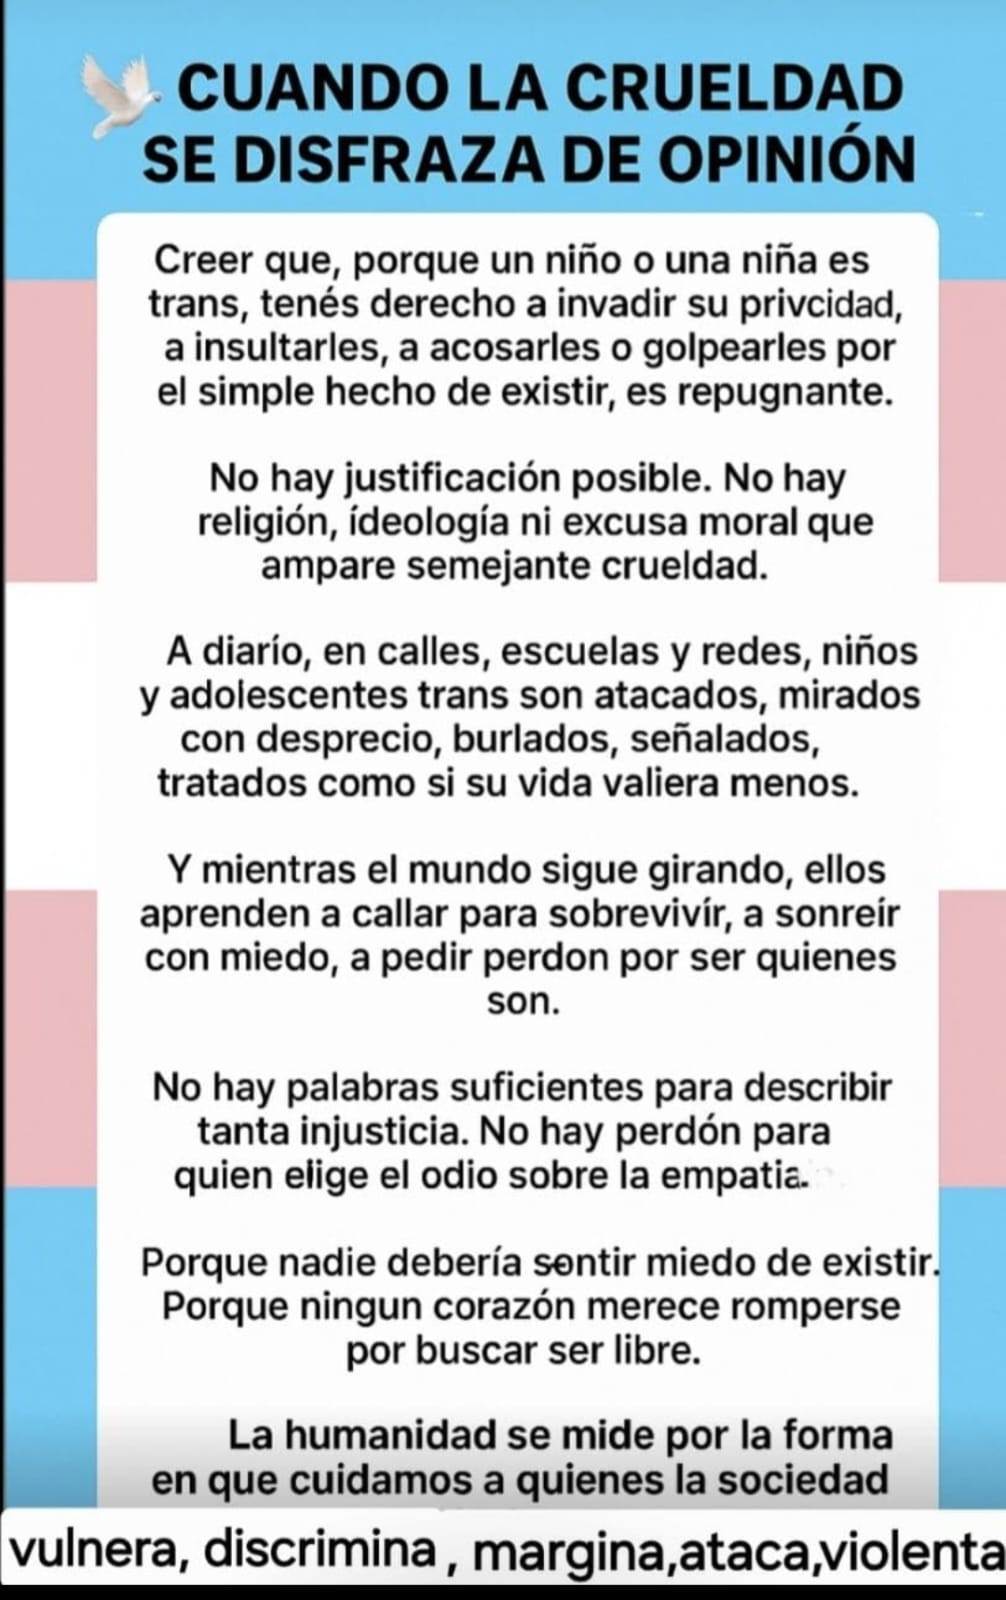 CUANDO LA CRUELDAD
SE DISFRAZA DE OPINIÓN
Creer que, porque un niño o una niña es
trans, tenés derecho a invadir su privcidad,
a insultarles, a acosarles o golpearles por
el simple hecho de existir, es repugnante.
No hay justificación posible. No hay
religión, ídeología ni excusa moral que
ampare semejante crueldad.
A diarío, en calles, escuelas y redes, niños
y adolescentes trans son atacados, mirados
con desprecio, burlados, señalados,
tratados como si su vida valiera menos.
Y mientras el mundo sigue girando, ellos
aprenden a callar para sobrevivír, a sonreír
con miedo, a pedir perdon por ser quienes
son.
No hay palabras suficientes para describir
tanta injusticia. No hay perdón para
quien elige el odio sobre la empatia.
Porque nadie debería sentir miedo de existir.
Porque ningun corazón merece romperse
por buscar ser libre.
La humanidad se mide por la forma
en que cuidamos a quienes la sociedad
vulnera, discrimina , margina,ataca,violenta